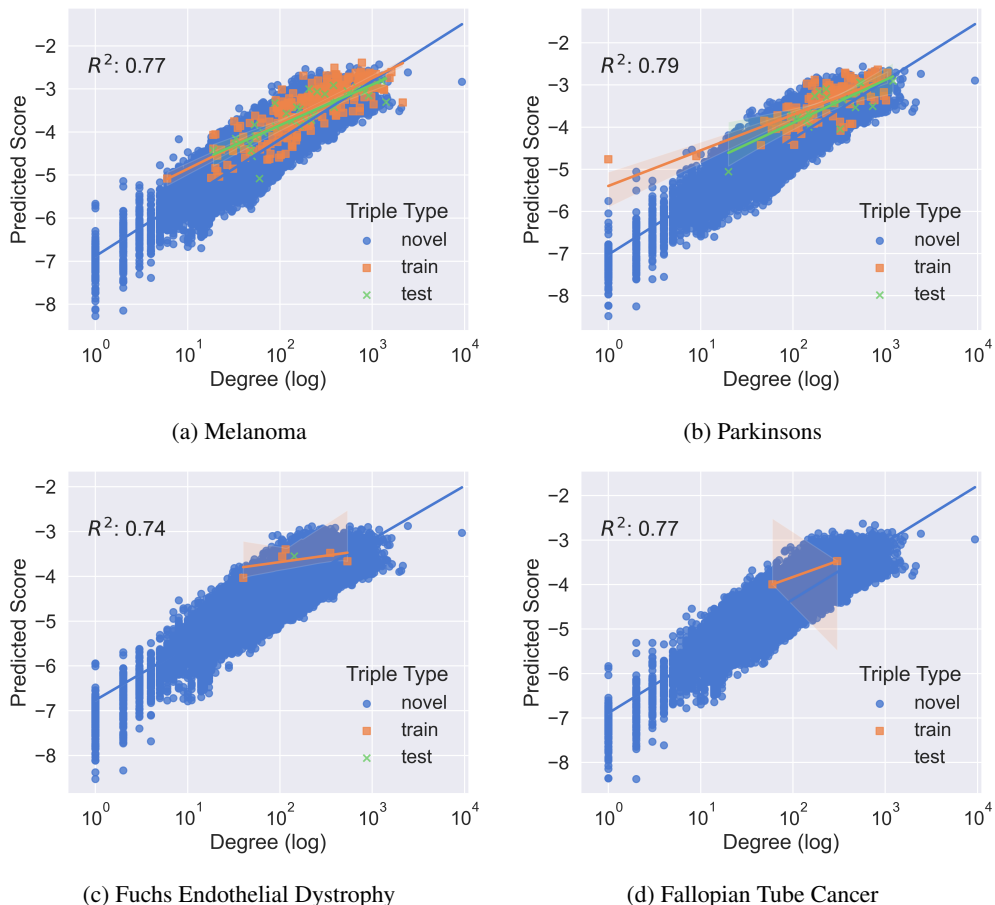 −2
−3
−4
−5
−6
−7
−8
Predicted Score
R²: 0.77
Triple Type
novel
train
test
10⁰ 10¹ 10² 10³ 10⁴
Degree (log)
(a) Melanoma
−2
−3
−4
−5
−6
−7
−8
Predicted Score
R²: 0.79
Triple Type
novel
train
test
10⁰ 10¹ 10² 10³ 10⁴
Degree (log)
(b) Parkinsons
−2
−3
−4
−5
−6
−7
−8
Predicted Score
R²: 0.74
Triple Type
novel
train
test
10⁰ 10¹ 10² 10³ 10⁴
Degree (log)
(c) Fuchs Endothelial Dystrophy
−2
−3
−4
−5
−6
−7
−8
Predicted Score
R²: 0.77
Triple Type
novel
train
test
10⁰ 10¹ 10² 10³ 10⁴
Degree (log)
(d) Fallopian Tube Cancer